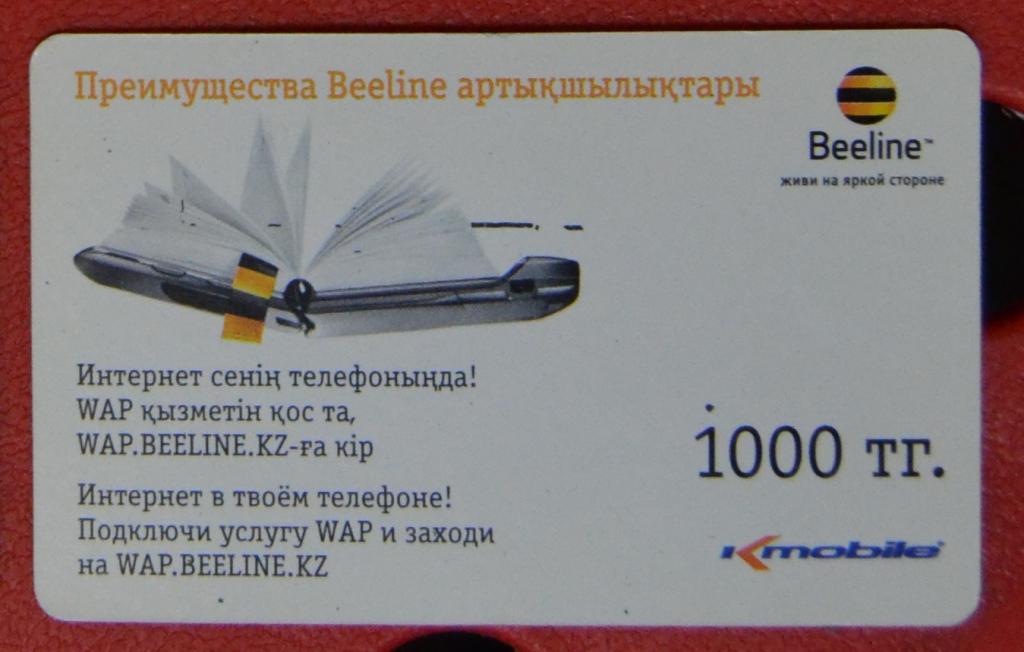 Преимущества Beeline артықшылықтары
Beeline™
живи на яркой стороне
Интернет сенің телефоныңда!
WAP қызметін қос та,
WAP.BEELINE.KZ-ға кір
1000 тг.
Интернет в твоём телефоне!
Подключи услугу WAP и заходи
на WAP.BEELINE.KZ
K-mobile